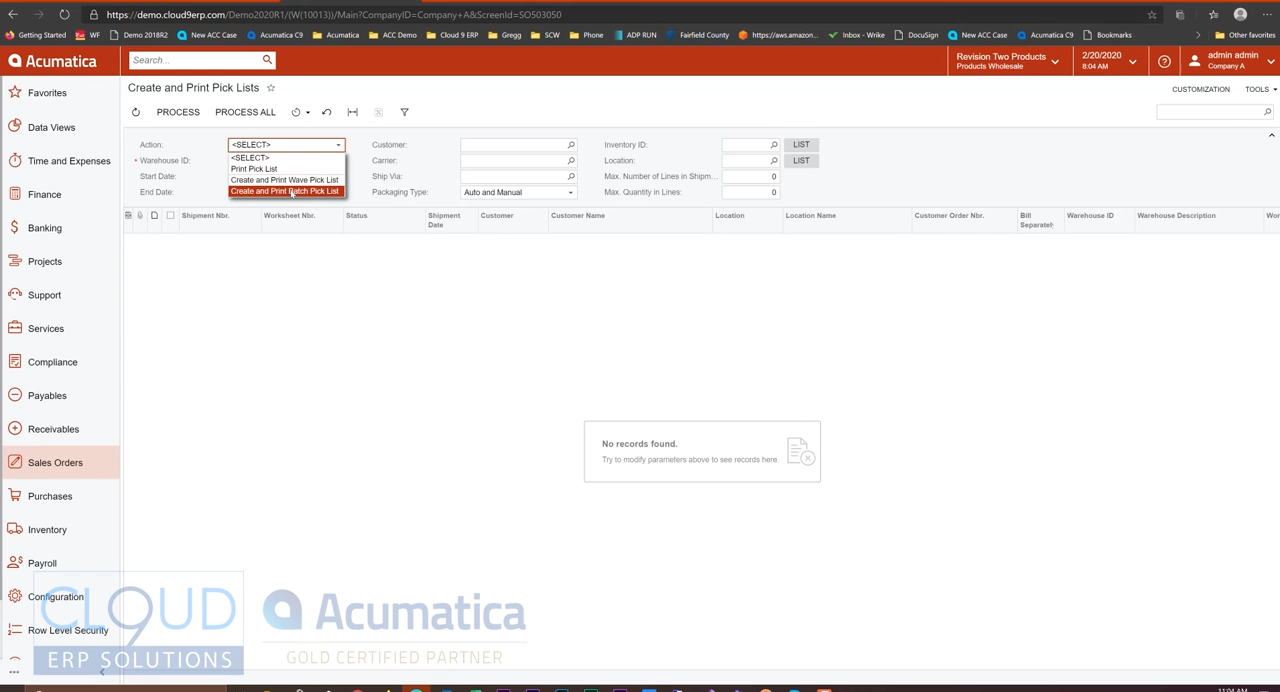 https://demo.cloud9erp.com/Demo2020R1/(W(10013))/Main?CompanyID=Company+A&ScreenId=SO503050
Getting Started WF Demo 2018R2 New ACC Case Acumatica C9 Acumatica ACC Demo Cloud 9 ERP Gregg SCW Phone ADP RUN Fairfield County https://aws.amazon... Inbox - Wrike DocuSign New ACC Case Acumatica C9 Bookmarks Other favorites
Acumatica
Search...
Revision Two Products
Products Wholesale
2/20/2020
8:04 AM
admin admin
Company A
Favorites
Data Views
Time and Expenses
Finance
Banking
Projects
Support
Services
Compliance
Payables
Receivables
Sales Orders
Purchases
Inventory
Payroll
Configuration
Row Level Security
Create and Print Pick Lists
CUSTOMIZATION TOOLS
PROCESS PROCESS ALL
Action: <SELECT>
<SELECT>
Print Pick List
Create and Print Wave Pick List
Create and Print Batch Pick List
* Warehouse ID:
Start Date:
End Date:
Customer:
Carrier:
Ship Via:
Packaging Type: Auto and Manual
Inventory ID: LIST
Location: LIST
Max. Number of Lines in Shipm... 0
Max. Quantity in Lines: 0
Shipment Nbr. Worksheet Nbr. Status Shipment Date Customer Customer Name Location Location Name Customer Order Nbr. Bill Separately Warehouse ID Warehouse Description Wor
No records found.
Try to modify parameters above to see records here.
CLOUD 9
ERP SOLUTIONS
Acumatica
GOLD CERTIFIED PARTNER
11:04 AM